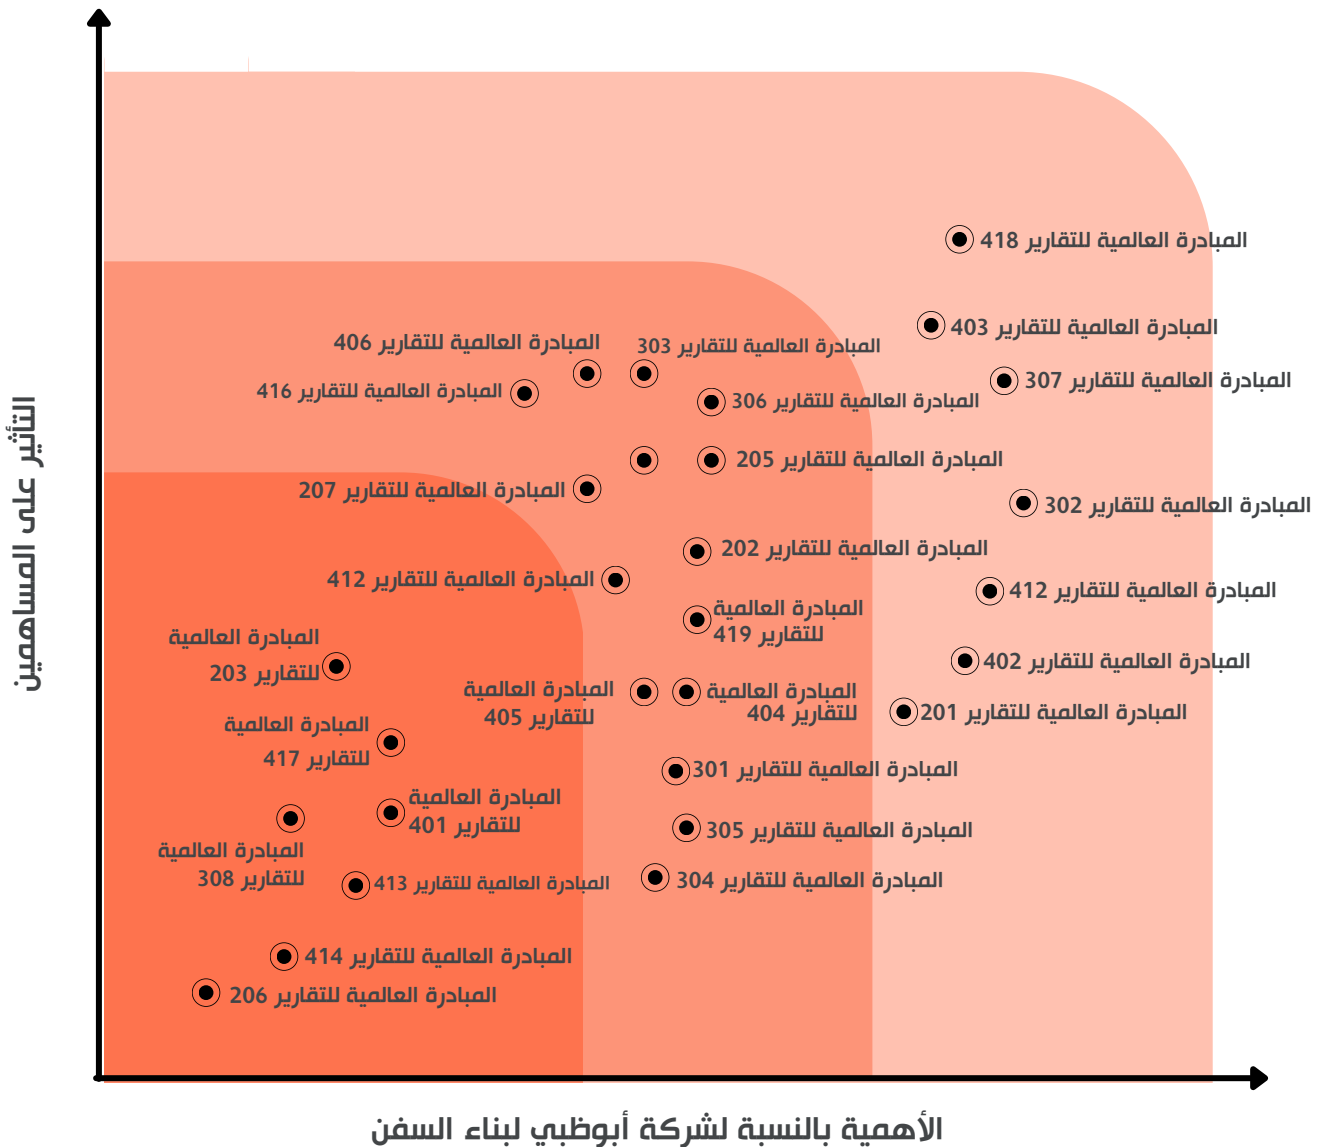 المبادرة العالمية للتقارير 418
المبادرة العالمية للتقارير 403
المبادرة العالمية للتقارير 406
المبادرة العالمية للتقارير 303
المبادرة العالمية للتقارير 307
المبادرة العالمية للتقارير 416
المبادرة العالمية للتقارير 306
المبادرة العالمية للتقارير 205
المبادرة العالمية للتقارير 207
المبادرة العالمية للتقارير 302
المبادرة العالمية للتقارير 202
المبادرة العالمية للتقارير 412
المبادرة العالمية للتقارير 412
المبادرة العالمية
للتقارير 419
المبادرة العالمية
للتقارير 203
المبادرة العالمية للتقارير 402
المبادرة العالمية
للتقارير 405
المبادرة العالمية
للتقارير 404
المبادرة العالمية للتقارير 201
المبادرة العالمية
للتقارير 417
المبادرة العالمية للتقارير 301
المبادرة العالمية
للتقارير 401
المبادرة العالمية للتقارير 305
المبادرة العالمية
للتقارير 308
المبادرة العالمية للتقارير 413
المبادرة العالمية للتقارير 304
المبادرة العالمية للتقارير 414
المبادرة العالمية للتقارير 206
التأثير على المساهمين
الأهمية بالنسبة لشركة أبوظبي لبناء السفن